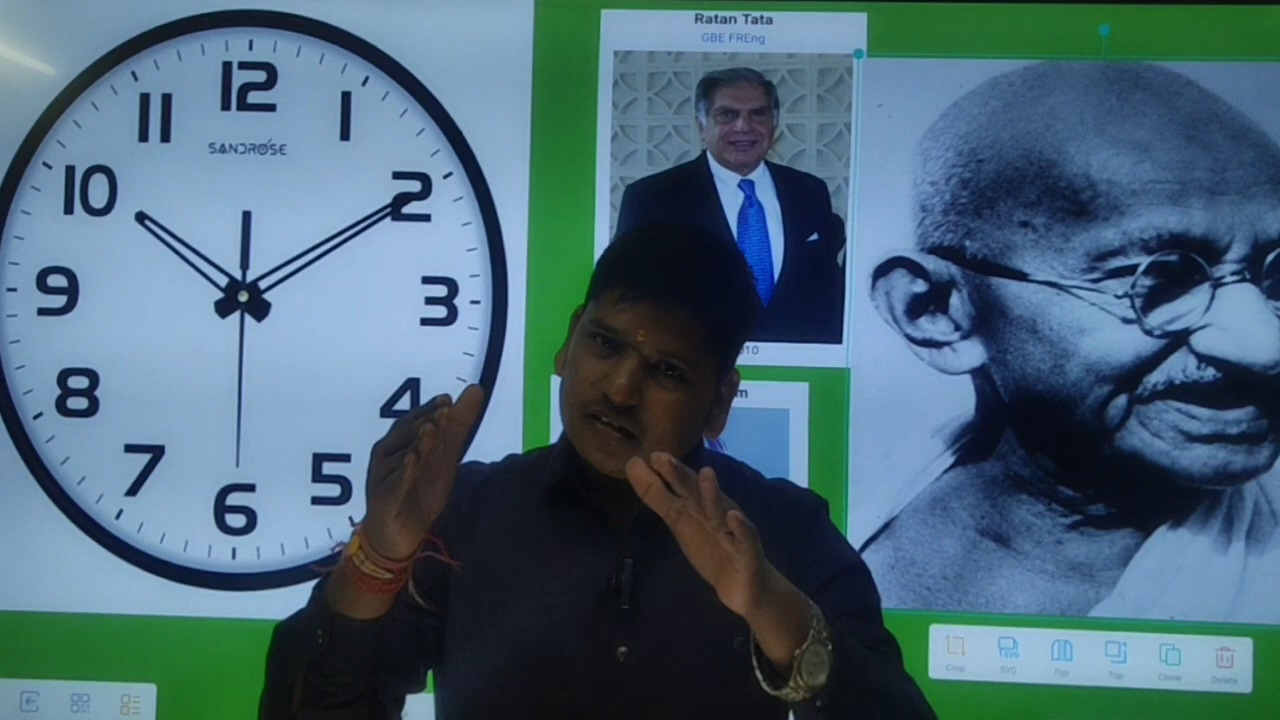 12
1
2
3
4
5
6
7
8
9
10
11
SANDROSE
Ratan Tata
GBE FREng
Crop
SVG
Flip
Top
Clone
Delete